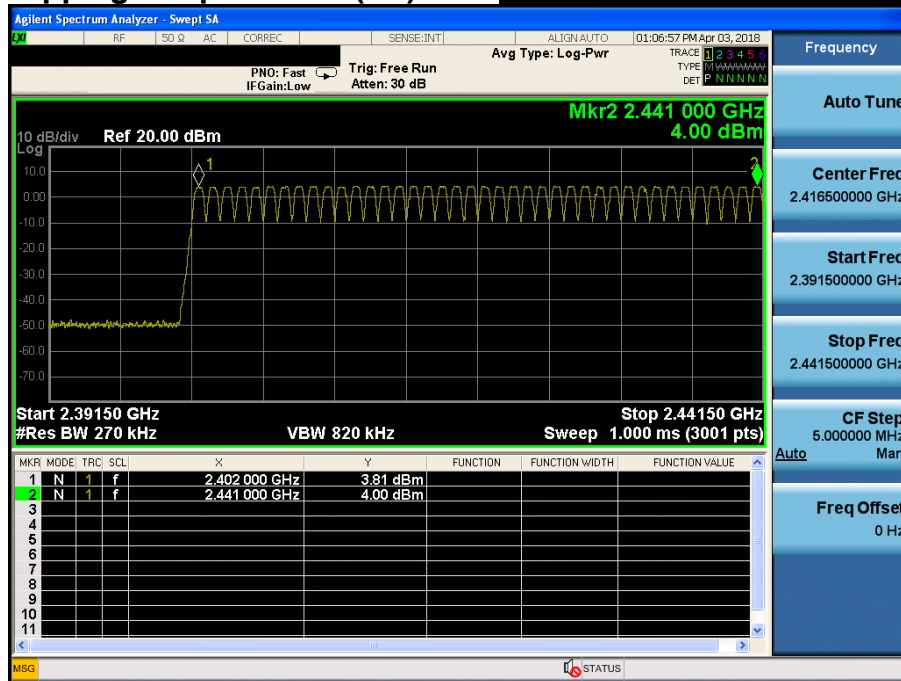 Agilent Spectrum Analyzer - Swept SA
LXI RF 50 Ω AC CORREC SENSE:INT ALIGNAUTO 01:06:57 PM Apr 03, 2018
Avg Type: Log-Pwr
TRACE 1 2 3 4 5 6
PNO: Fast Trig: Free Run TYPE M WWWWW
IFGain:Low Atten: 30 dB DET P N N N N N
Mkr2 2.441 000 GHz
10 dB/div Ref 20.00 dBm 4.00 dBm
Log
1 2
10.0
0.00
-10.0
-20.0
-30.0
-40.0
-50.0
-60.0
-70.0
Start 2.39150 GHz Stop 2.44150 GHz
#Res BW 270 kHz VBW 820 kHz Sweep 1.000 ms (3001 pts)
MKR MODE TRC SCL X Y FUNCTION FUNCTION WIDTH FUNCTION VALUE
1 N 1 f 2.402 000 GHz 3.81 dBm
2 N 1 f 2.441 000 GHz 4.00 dBm
3
4
5
6
7
8
9
10
11
MSG STATUS
Frequency
Auto Tune
Center Freq
2.416500000 GHz
Start Freq
2.391500000 GHz
Stop Freq
2.441500000 GHz
CF Step
5.000000 MHz
Auto Man
Freq Offset
0 Hz